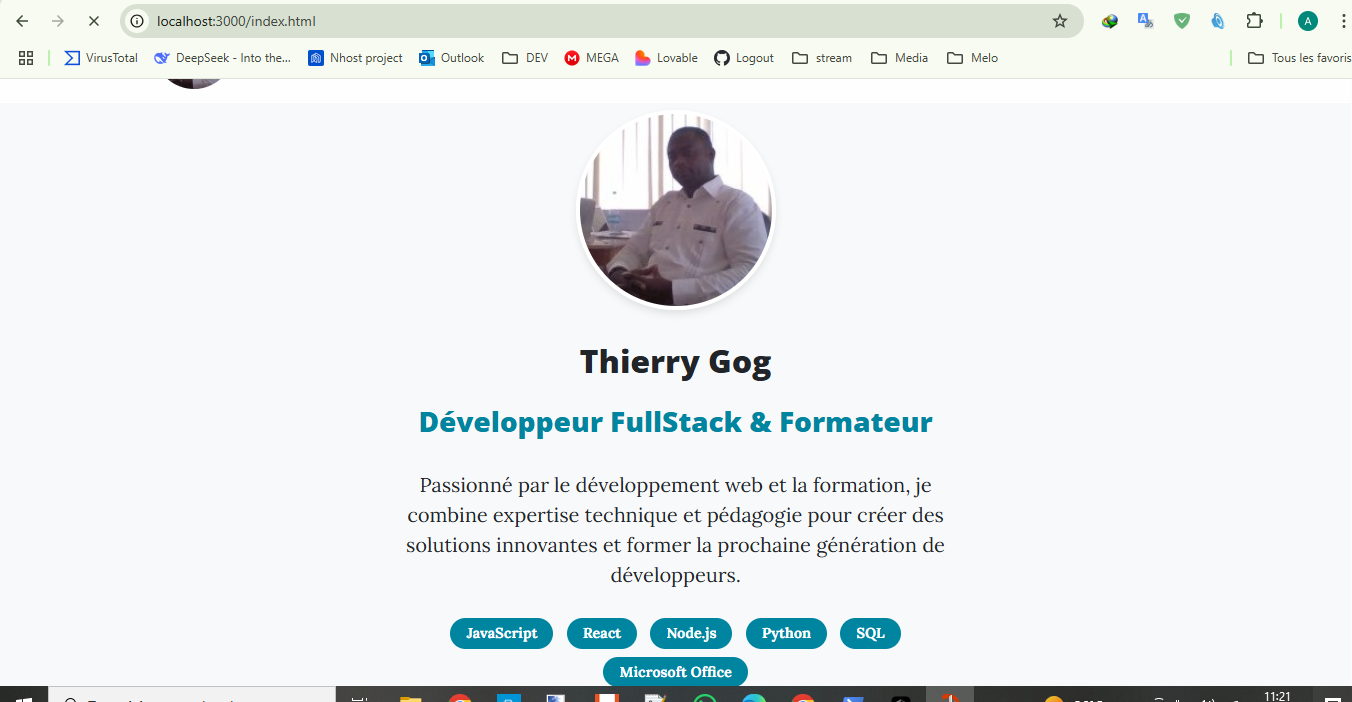 localhost:3000/index.html
A
VirusTotal
DeepSeek - Into the...
Nhost project
Outlook
DEV
MEGA
Lovable
Logout
stream
Media
Melo
Tous les favoris
Thierry Gog
Développeur FullStack & Formateur
Passionné par le développement web et la formation, je
combine expertise technique et pédagogie pour créer des
solutions innovantes et former la prochaine génération de
développeurs.
JavaScript React Node.js Python SQL
Microsoft Office
11:21